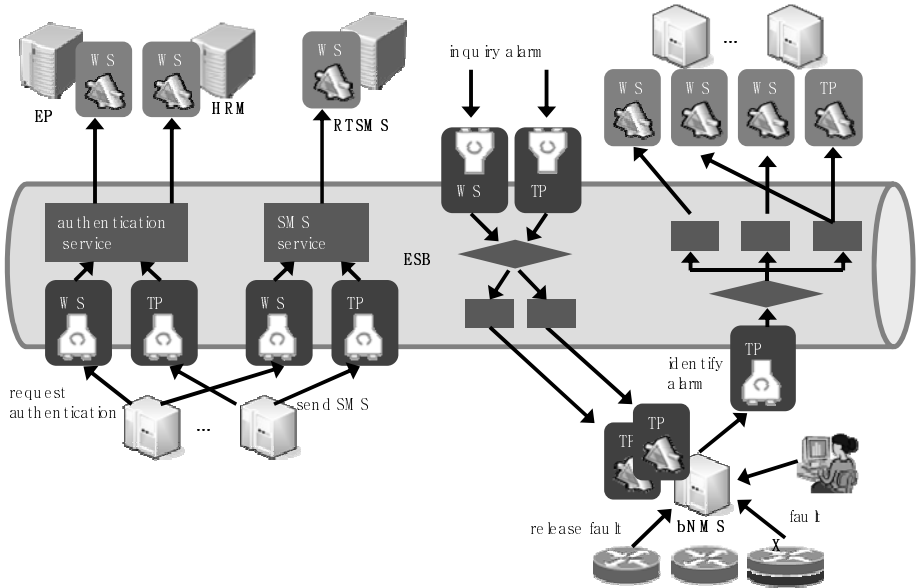 WS
WS
EP
HRM
WS
RTSMS
inquiry alarm
...
WS
WS
WS
TP
WS
TP
authentication
service
SMS
service
ESB
WS
TP
WS
TP
TP
identify
alarm
request
authentication
...
send SMS
TP
TP
bNMS
release fault
fault
X